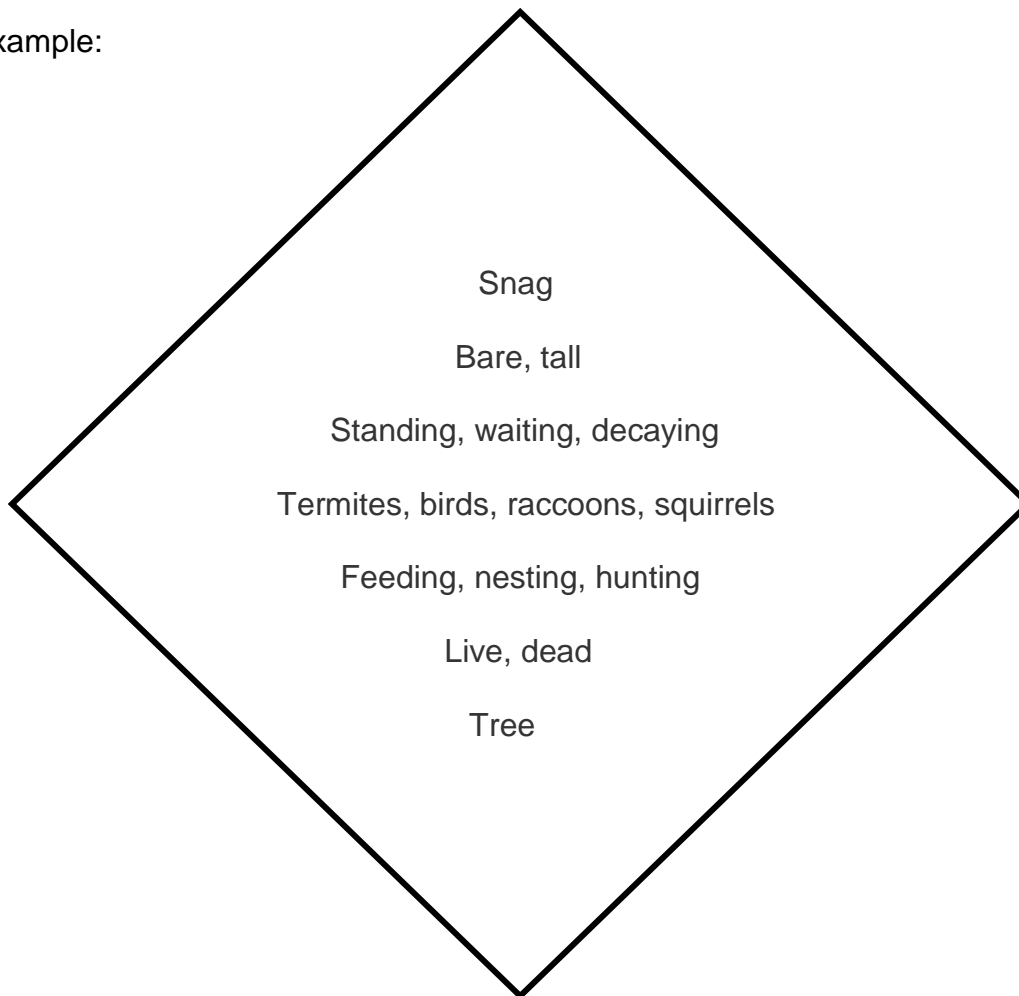 xample:
Snag
Bare, tall
Standing, waiting, decaying
Termites, birds, raccoons, squirrels
Feeding, nesting, hunting
Live, dead
Tree